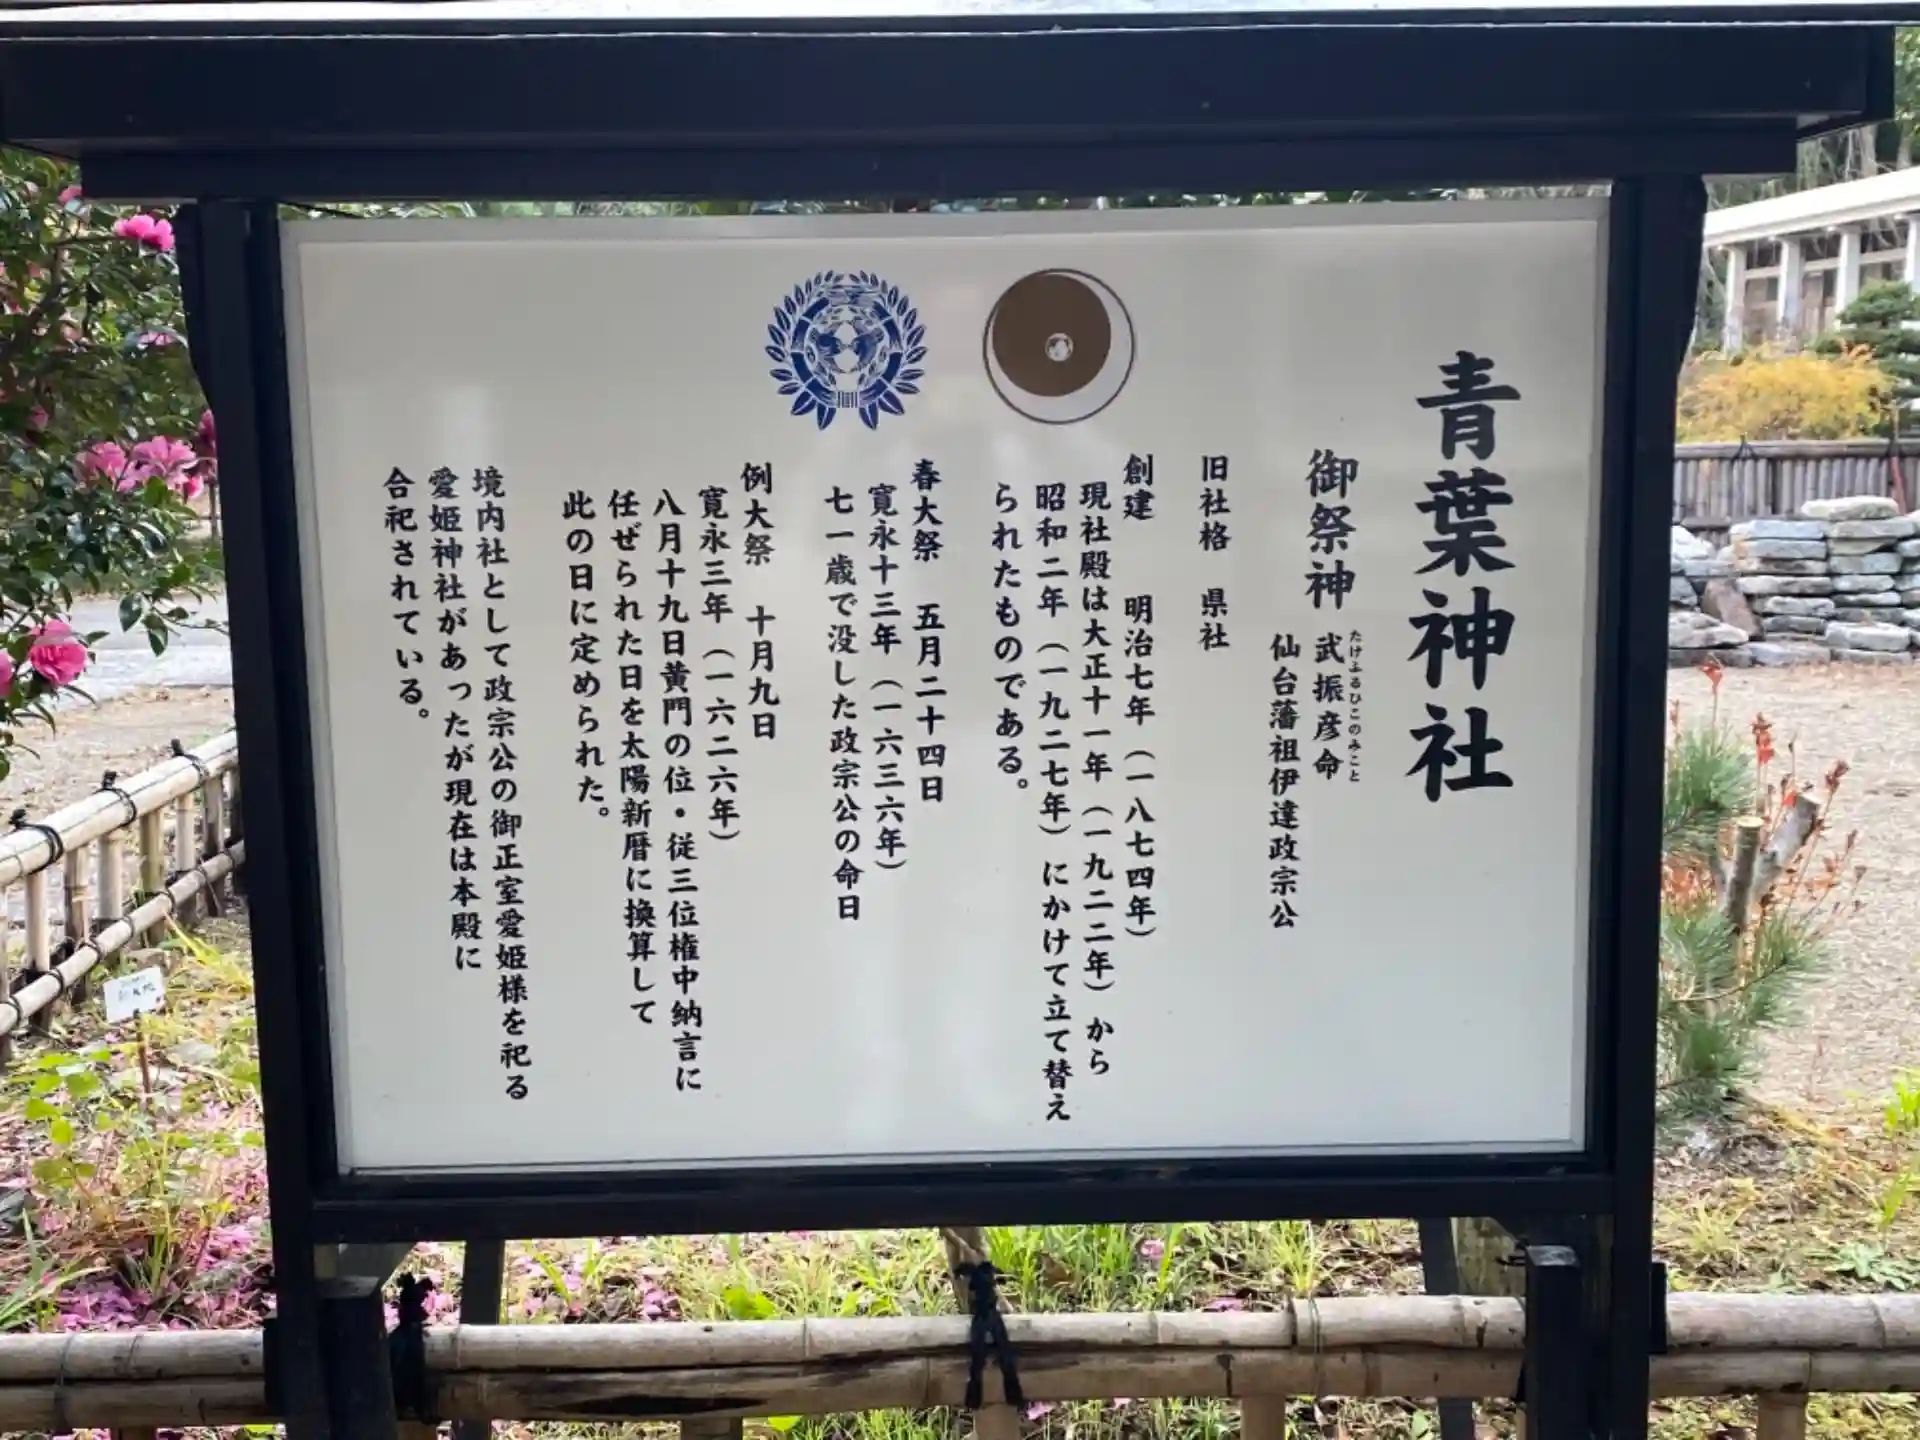 青葉神社
御祭神
武振彦命
たけふるひこのみこと
仙台藩祖伊達政宗公
旧社格　県社
創建　明治七年（一八七四年）
現社殿は大正十一年（一九二二年）から
昭和二年（一九二七年）にかけて立て替え
られたものである。
春大祭　五月二十四日
寛永十三年（一六三六年）
七一歳で没した政宗公の命日
例大祭　十月九日
寛永三年（一六二六年）
八月十九日黄門の位・従三位権中納言に
任ぜられた日を太陽新暦に換算して
此の日に定められた。
境内社として政宗公の御正室愛姫様を祀る
愛姫神社があったが現在は本殿に
合祀されている。